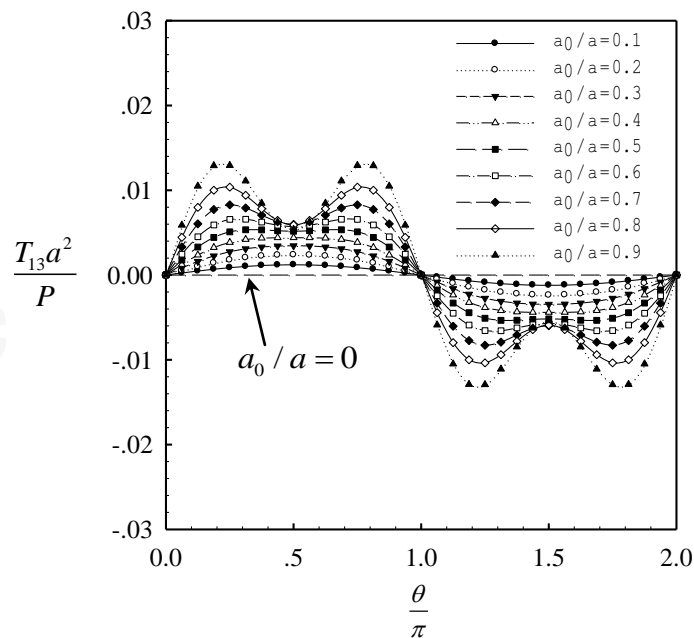 .03
.02
.01
0.00
-.01
-.02
-.03
T13a²
P
a0/a=0.1
a0/a=0.2
a0/a=0.3
a0/a=0.4
a0/a=0.5
a0/a=0.6
a0/a=0.7
a0/a=0.8
a0/a=0.9
a0 / a = 0
0.0 .5 1.0 1.5 2.0
θ
π